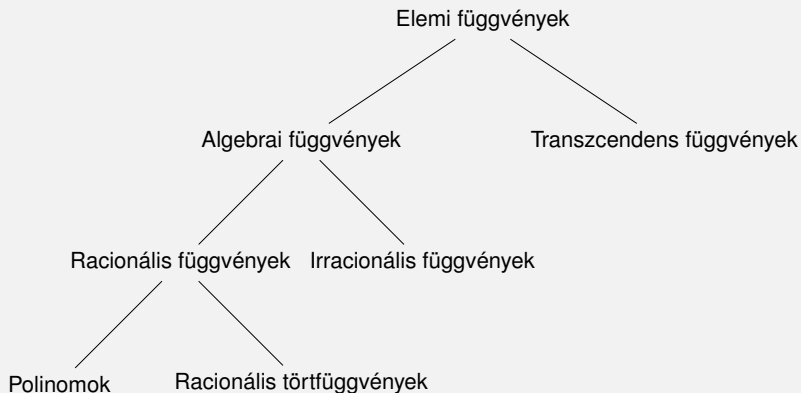 Elemi függvények
Algebrai függvények Transzcendens függvények
Racionális függvények Irracionális függvények
Polinomok Racionális törtfüggvények